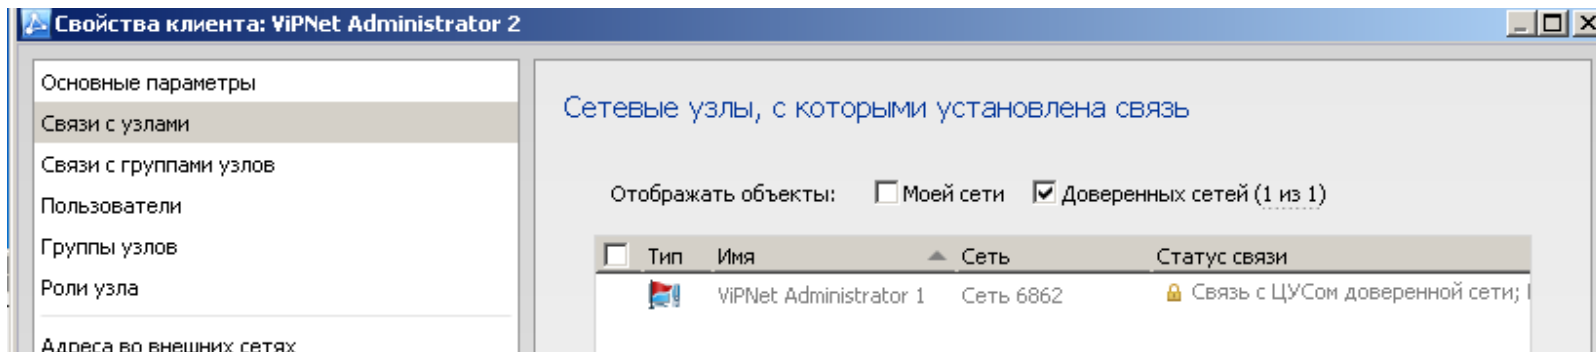 Свойства клиента: ViPNet Administrator 2
Основные параметры
Связи с узлами
Связи с группами узлов
Пользователи
Группы узлов
Роли узла
Адреса во внешних сетях
Сетевые узлы, с которыми установлена связь
Отображать объекты: Моей сети Доверенных сетей (1 из 1)
Тип Имя Сеть Статус связи
ViPNet Administrator 1 Сеть 6862 Связь с ЦУСом доверенной сети;